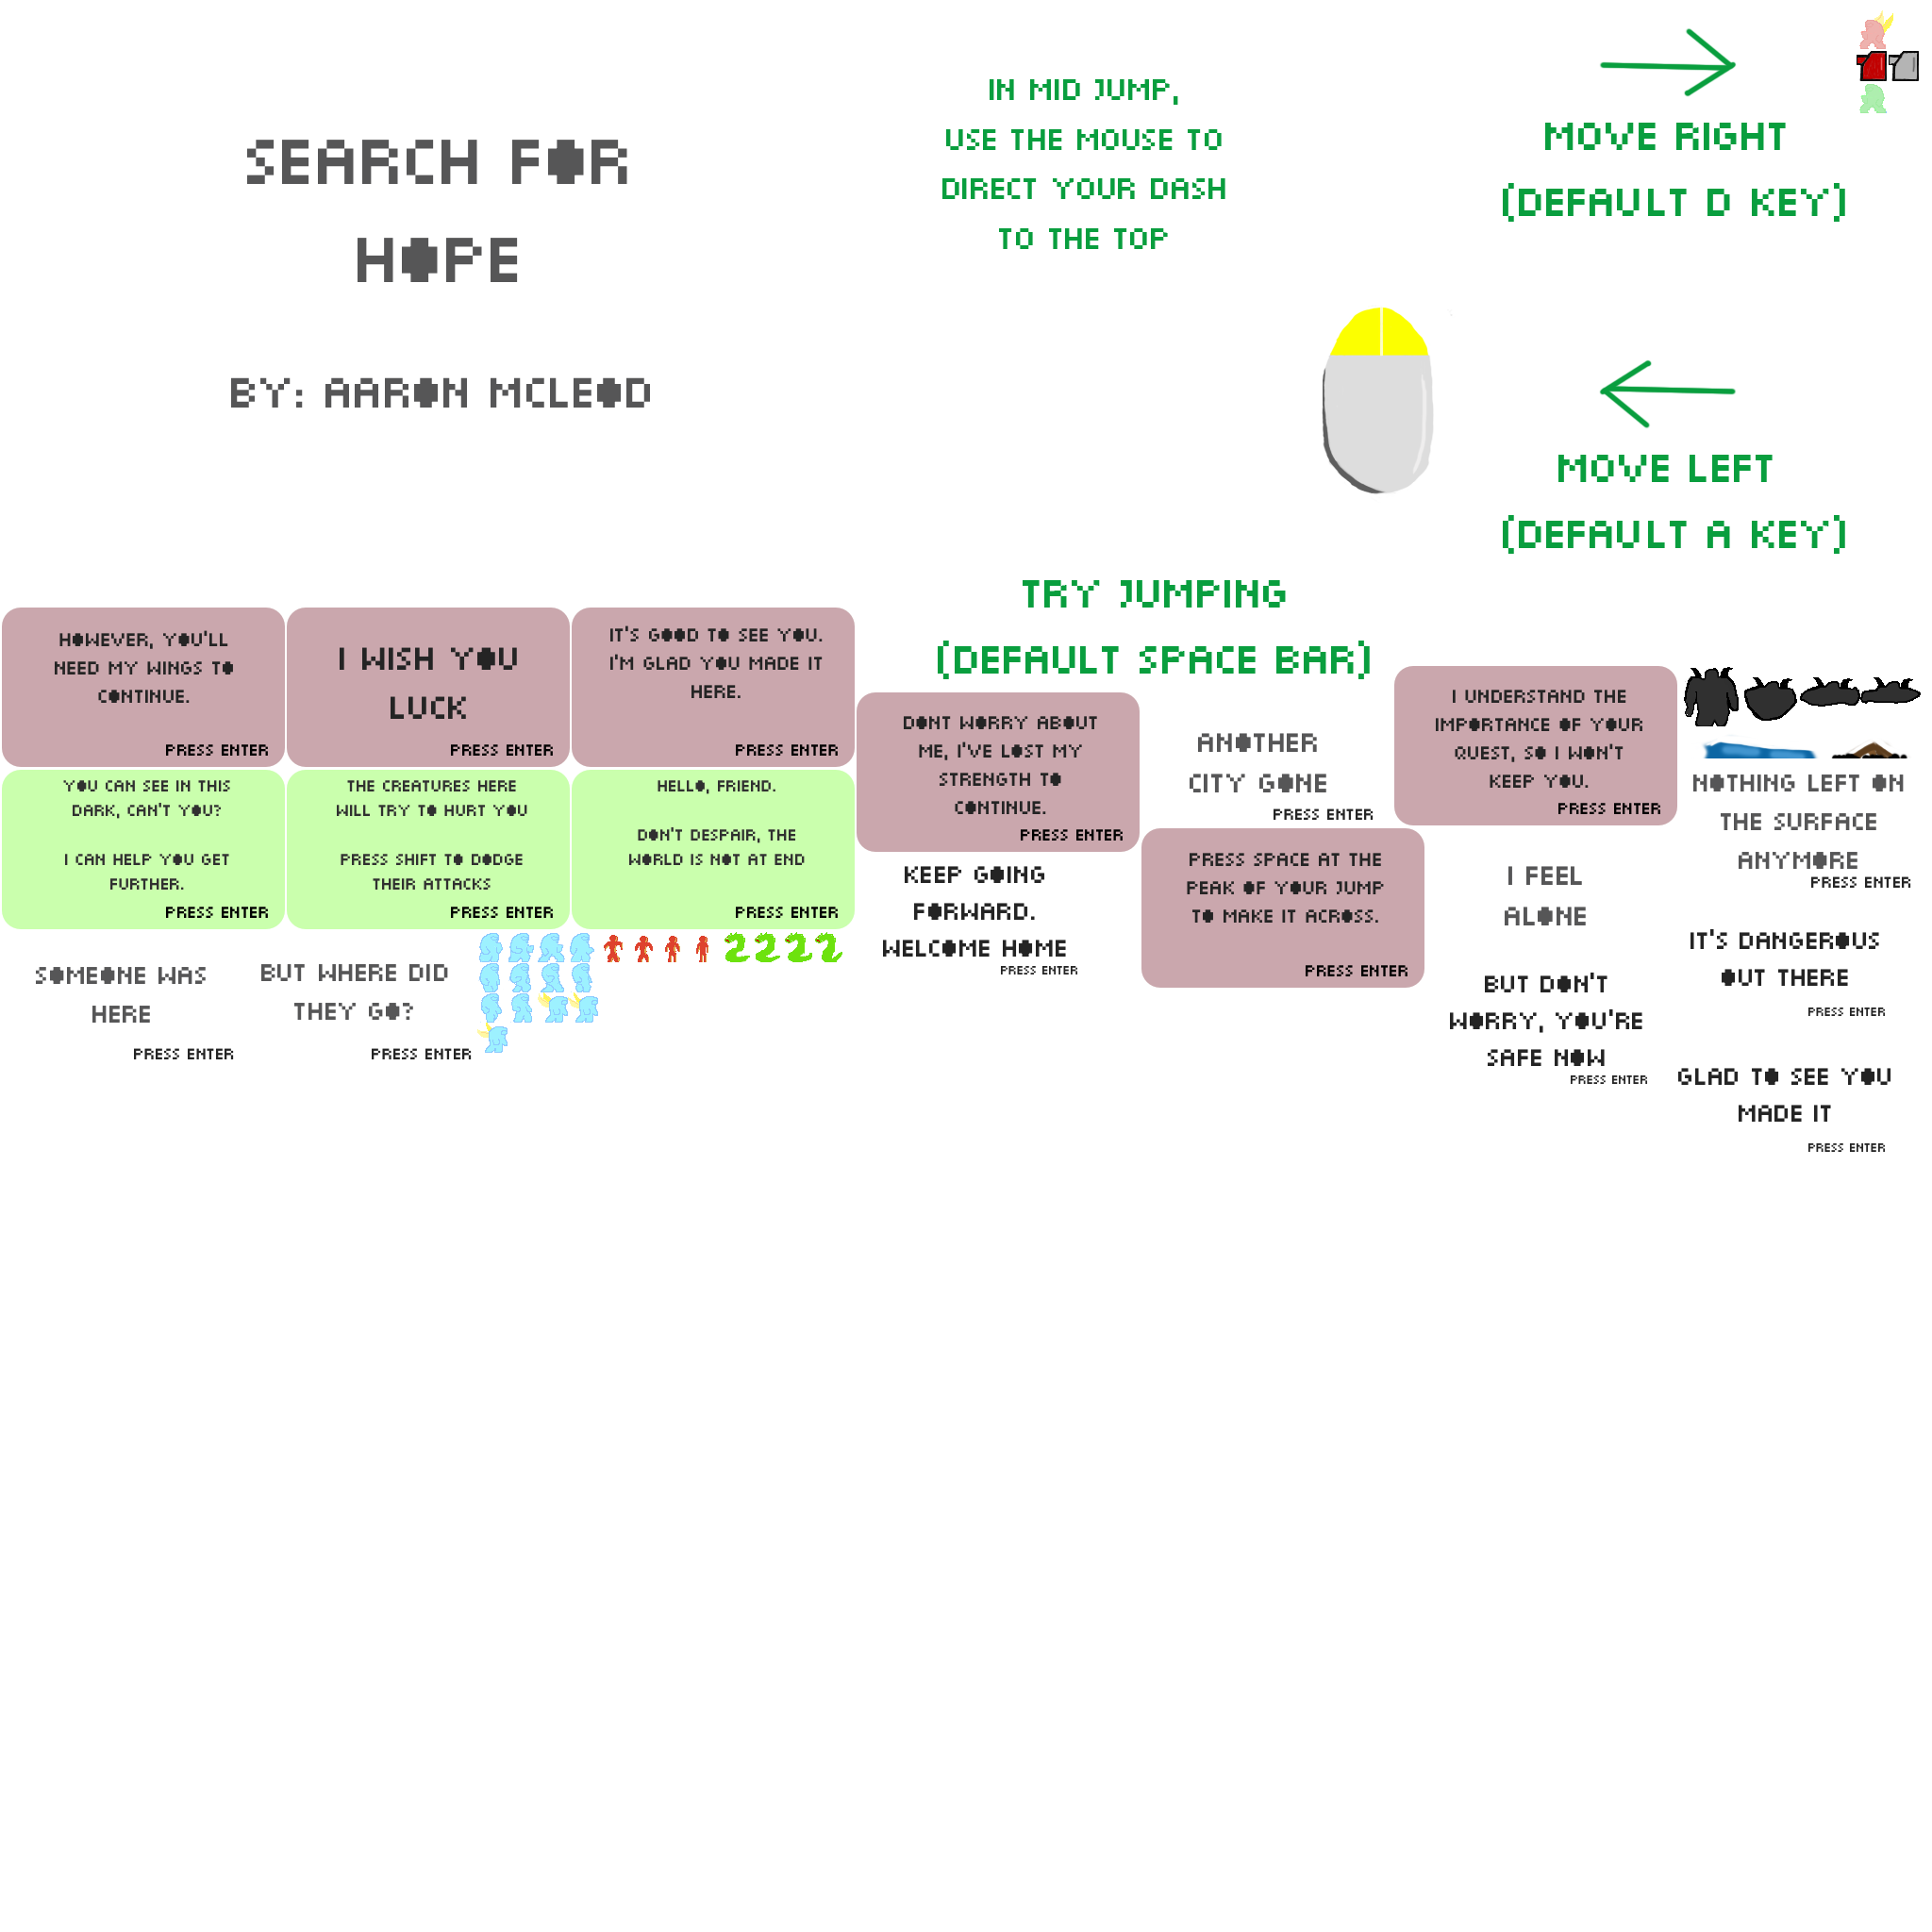 SEARCH FOR
HOPE
BY: AARON MCLEOD
IN MID JUMP,
USE THE MOUSE TO
DIRECT YOUR DASH
TO THE TOP
MOVE RIGHT
(DEFAULT D KEY)
MOVE LEFT
(DEFAULT A KEY)
TRY JUMPING
(DEFAULT SPACE BAR)
HOWEVER, YOU'LL
NEED MY WINGS TO
CONTINUE.
PRESS ENTER
I WISH YOU
LUCK
PRESS ENTER
IT'S GOOD TO SEE YOU.
I'M GLAD YOU MADE IT
HERE.
PRESS ENTER
DONT WORRY ABOUT
ME, I'VE LOST MY
STRENGTH TO
CONTINUE.
PRESS ENTER
ANOTHER
CITY GONE
PRESS ENTER
I UNDERSTAND THE
IMPORTANCE OF YOUR
QUEST, SO I WON'T
KEEP YOU.
PRESS ENTER
NOTHING LEFT ON
THE SURFACE
ANYMORE
PRESS ENTER
YOU CAN SEE IN THIS
DARK, CAN'T YOU?
I CAN HELP YOU GET
FURTHER.
PRESS ENTER
THE CREATURES HERE
WILL TRY TO HURT YOU
PRESS SHIFT TO DODGE
THEIR ATTACKS
PRESS ENTER
HELLO, FRIEND.
DON'T DESPAIR, THE
WORLD IS NOT AT END
PRESS ENTER
KEEP GOING
FORWARD.
WELCOME HOME
PRESS ENTER
PRESS SPACE AT THE
PEAK OF YOUR JUMP
TO MAKE IT ACROSS.
PRESS ENTER
I FEEL
ALONE
IT'S DANGEROUS
OUT THERE
PRESS ENTER
SOMEONE WAS
HERE
PRESS ENTER
BUT WHERE DID
THEY GO?
PRESS ENTER
BUT DON'T
WORRY, YOU'RE
SAFE NOW
PRESS ENTER
GLAD TO SEE YOU
MADE IT
PRESS ENTER